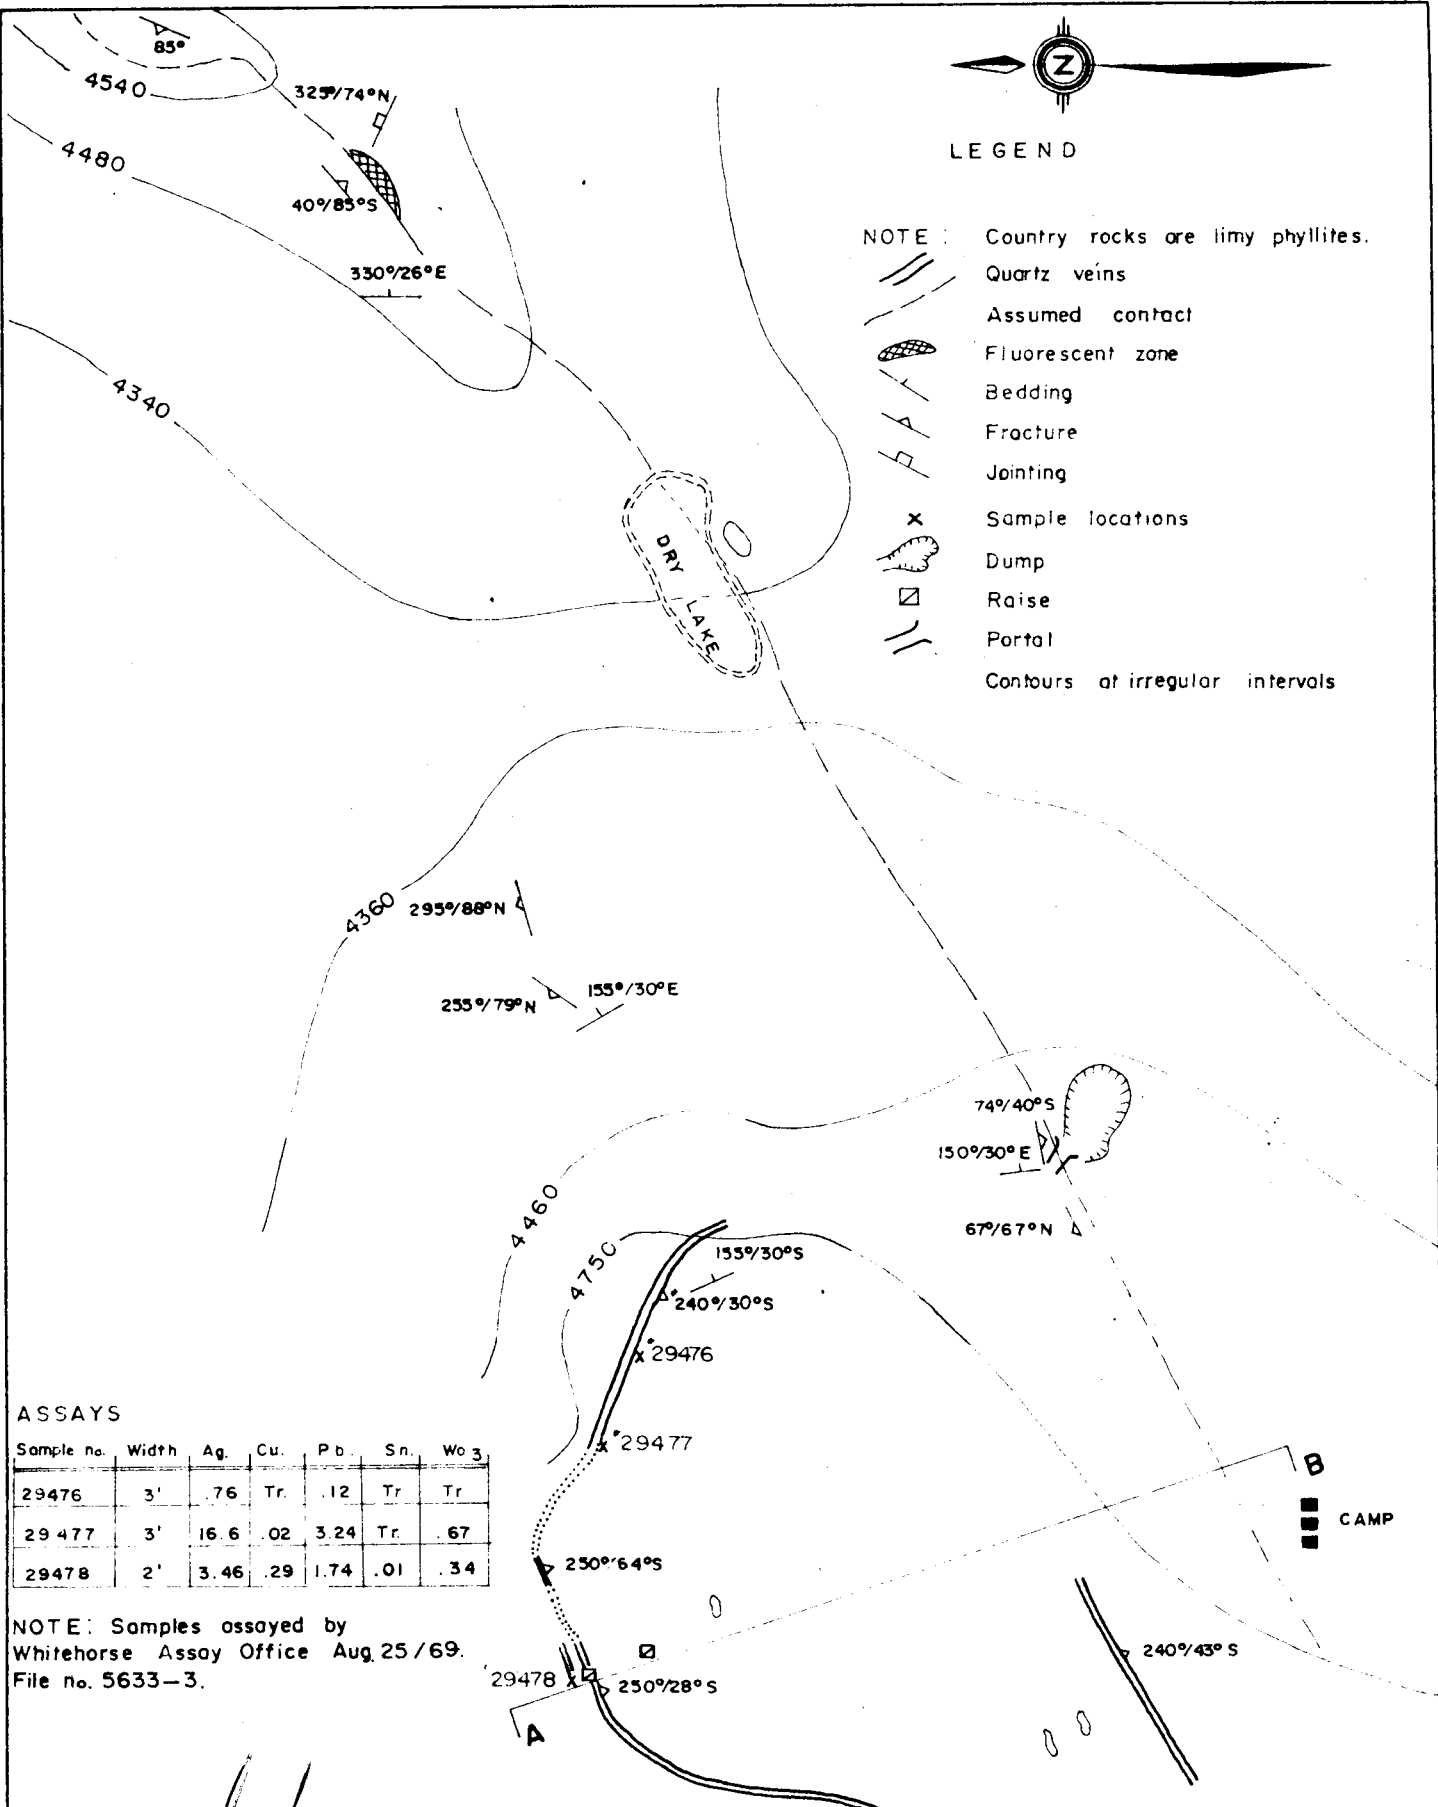 85°
4540
325°/74°N
4480
40°/85°S
330°/26°E
4340
Z
LEGEND
NOTE : Country rocks are limy phyllites.
Quartz veins
Assumed contact
Fluorescent zone
Bedding
Fracture
Jointing
x Sample locations
Dump
Raise
Portal
Contours at irregular intervals
DRY
LAKE
4360
295°/88°N
255°/79°N
155°/30°E
74°/40°S
150°/30°E
67°/67°N
4460
4750
155°/30°S
240°/30°S
x 29476
x 29477
ASSAYS
Sample no. Width Ag. Cu. Pb. Sn. Wo 3
29476 3' .76 Tr. .12 Tr Tr
29477 3' 16.6 .02 3.24 Tr. .67
29478 2' 3.46 .29 1.74 .01 .34
NOTE: Samples assayed by
Whitehorse Assay Office Aug. 25/69.
File no. 5633-3.
B
CAMP
250°/64°S
29478 x
250°/28°S
240°/43°S
A